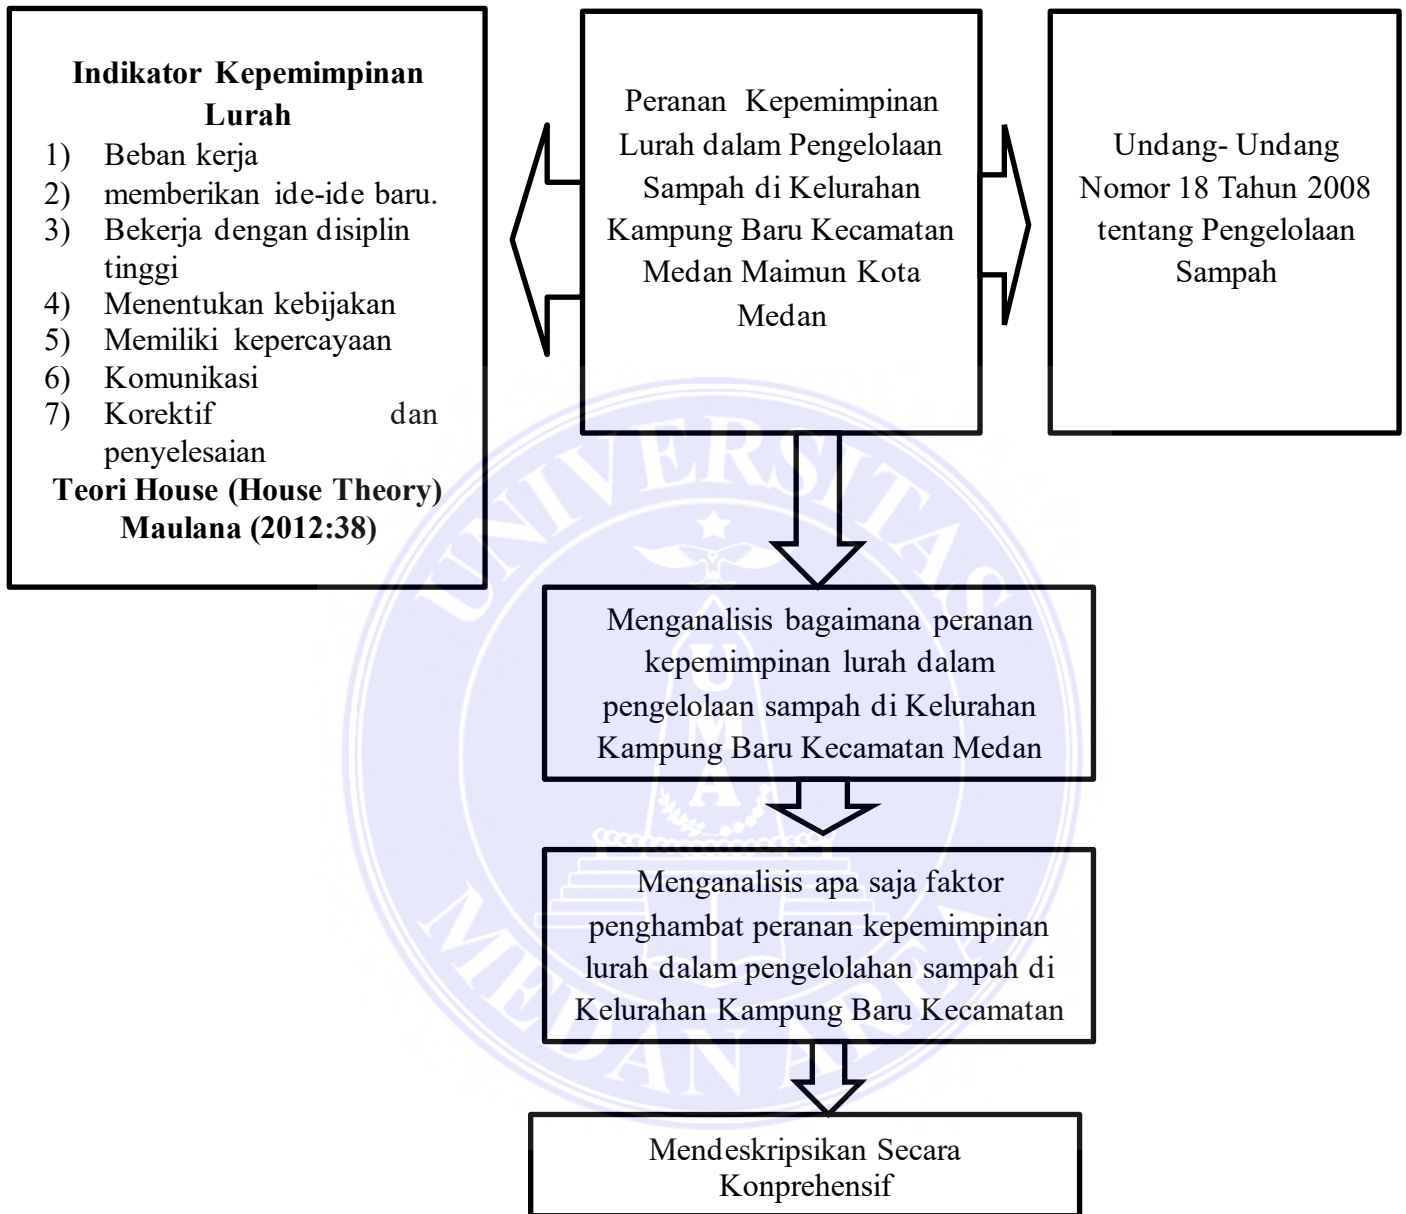 Indikator Kepemimpinan
Lurah
1) Beban kerja
2) memberikan ide-ide baru.
3) Bekerja dengan disiplin
tinggi
4) Menentukan kebijakan
5) Memiliki kepercayaan
6) Komunikasi
7) Korektif dan
penyelesaian
Teori House (House Theory)
Maulana (2012:38)
Peranan Kepemimpinan
Lurah dalam Pengelolaan
Sampah di Kelurahan
Kampung Baru Kecamatan
Medan Maimun Kota
Medan
Undang- Undang
Nomor 18 Tahun 2008
tentang Pengelolaan
Sampah
Menganalisis bagaimana peranan
kepemimpinan lurah dalam
pengelolaan sampah di Kelurahan
Kampung Baru Kecamatan Medan
Menganalisis apa saja faktor
penghambat peranan kepemimpinan
lurah dalam pengelolahan sampah di
Kelurahan Kampung Baru Kecamatan
Mendeskripsikan Secara
Konprehensif
UNIVERSITAS
MEDAN AREA
U
M
A